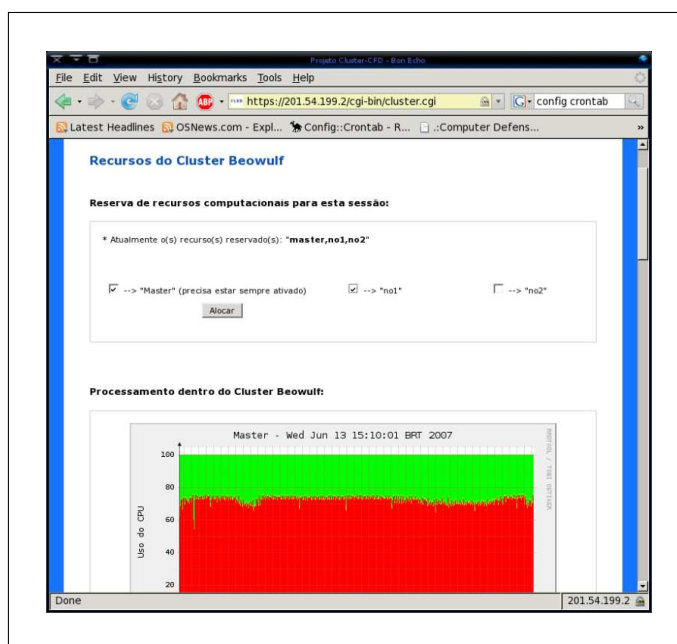 Projeto Cluster-CFD - Bon Echo
File Edit View History Bookmarks Tools Help
https://201.54.199.2/cgi-bin/cluster.cgi
config crontab
Latest Headlines OSNews.com - Expl... Config::Crontab - R... .:Computer Defens... »
Recursos do Cluster Beowulf
Reserva de recursos computacionais para esta sessão:
* Atualmente o(s) recurso(s) reservado(s): "master,no1,no2"
--> "Master" (precisa estar sempre ativado) --> "no1" --> "no2"
Alocar
Processamento dentro do Cluster Beowulf:
Master - Wed Jun 13 15:10:01 BRT 2007
RRDTOOL / TOBI OETIKER
Uso do CPU
100
80
60
40
20
Done 201.54.199.2